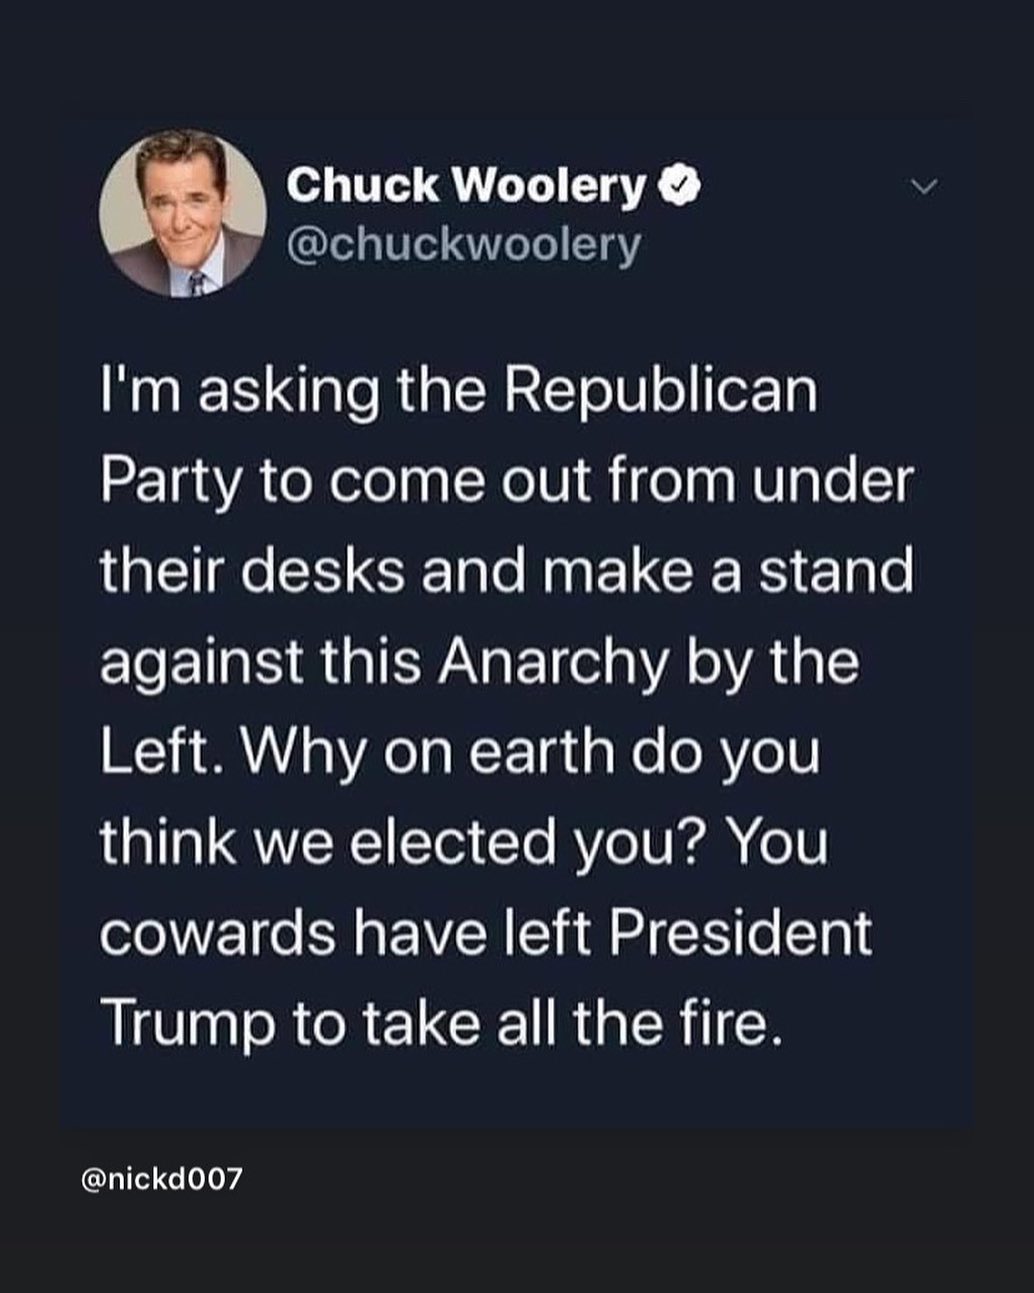 Chuck Woolery
@chuckwoolery
I'm asking the Republican
Party to come out from under
their desks and make a stand
against this Anarchy by the
Left. Why on earth do you
think we elected you? You
cowards have left President
Trump to take all the fire.
@nickd007